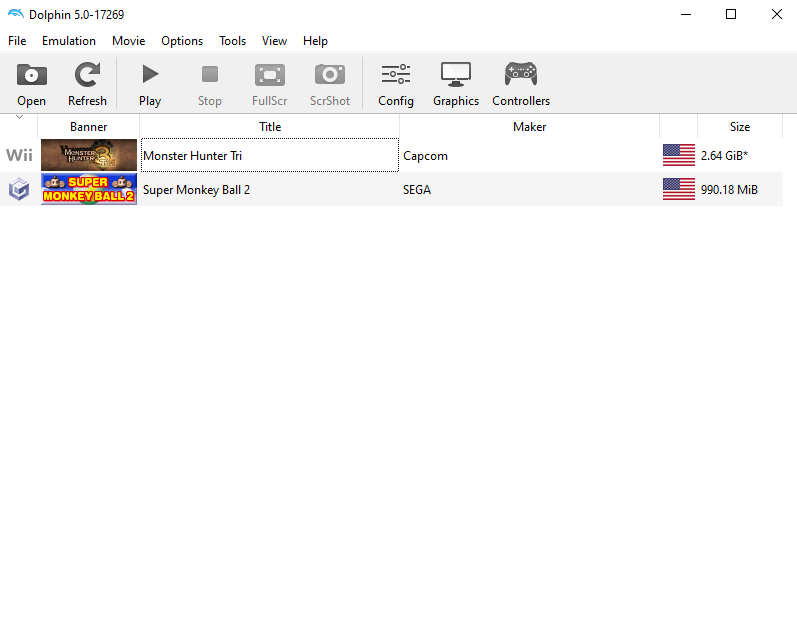 Dolphin 5.0-17269
File Emulation Movie Options Tools View Help
Open Refresh Play Stop FullScr ScrShot Config Graphics Controllers
Banner Title Maker Size
Wii MONSTER HUNTER 3 Monster Hunter Tri Capcom 2.64 GiB*
SUPER MONKEY BALL 2 Super Monkey Ball 2 SEGA 990.18 MiB